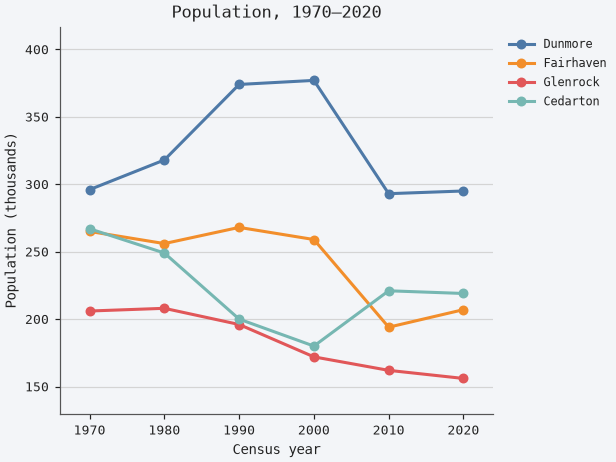 Population, 1970–2020
Dunmore
Fairhaven
Glenrock
Cedarton
Population (thousands)
400
350
300
250
200
150
1970 1980 1990 2000 2010 2020
Census year